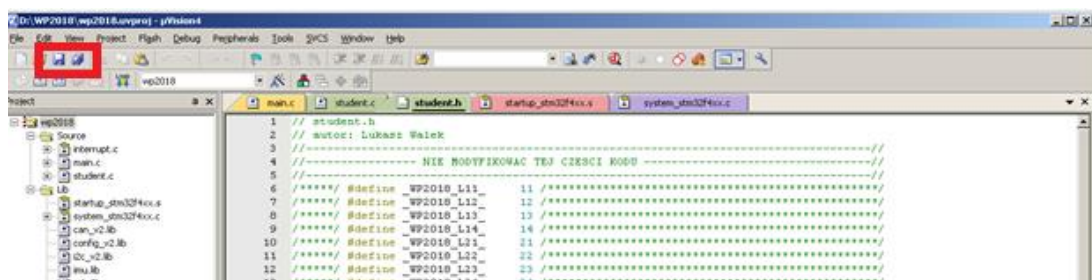 D:\WP2018\wp2018.uvproj - µVision4
File Edit View Project Flash Debug Peripherals Tools SVCS Window Help
wp2018
Project
main.c student.c student.h startup_stm32f4xx.s system_stm32f4xx.c
wp2018
Source
interrupt.c
main.c
student.c
Lib
startup_stm32f4xx.s
system_stm32f4xx.c
can_v2.lib
config_v2.lib
i2c_v2.lib
imu.lib
1 // student.h
2 // autor: Lukasz Walek
3 //----------------------------------------------------------------------//
4 //---------------- NIE MODYFIKOWAC TEJ CZESCI KODU ---------------------//
5 //----------------------------------------------------------------------//
6 /*****/ #define _WP2018_L11_ 11 /*****************************************/
7 /*****/ #define _WP2018_L12_ 12 /*****************************************/
8 /*****/ #define _WP2018_L13_ 13 /*****************************************/
9 /*****/ #define _WP2018_L14_ 14 /*****************************************/
10 /*****/ #define _WP2018_L21_ 21 /*****************************************/
11 /*****/ #define _WP2018_L22_ 22 /*****************************************/
12 /*****/ #define _WP2018_L23_ 23 /*****************************************/